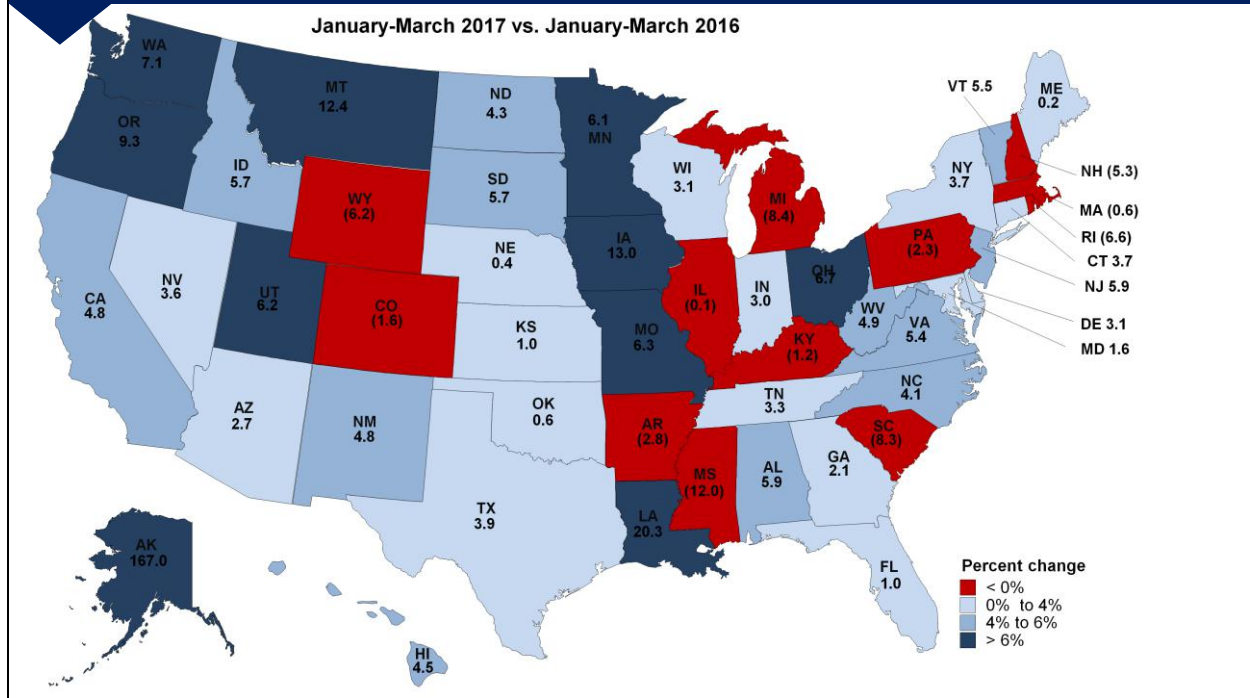 January-March 2017 vs. January-March 2016
WA
7.1
MT
12.4
ND
4.3
6.1
MN
VT 5.5
ME
0.2
OR
9.3
ID
5.7
WY
(6.2)
SD
5.7
WI
3.1
MI
(8.4)
NY
3.7
NH (5.3)
MA (0.6)
RI (6.6)
CT 3.7
NJ 5.9
DE 3.1
MD 1.6
CA
4.8
NV
3.6
UT
6.2
CO
(1.6)
NE
0.4
IA
13.0
IL
(0.1)
IN
3.0
OH
6.7
PA
(2.3)
WV
4.9
VA
5.4
KS
1.0
MO
6.3
KY
(1.2)
NC
4.1
AZ
2.7
NM
4.8
OK
0.6
AR
(2.8)
TN
3.3
SC
(8.3)
TX
3.9
LA
20.3
MS
(12.0)
AL
5.9
GA
2.1
FL
1.0
AK
167.0
HI
4.5
Percent change
< 0%
0% to 4%
4% to 6%
> 6%